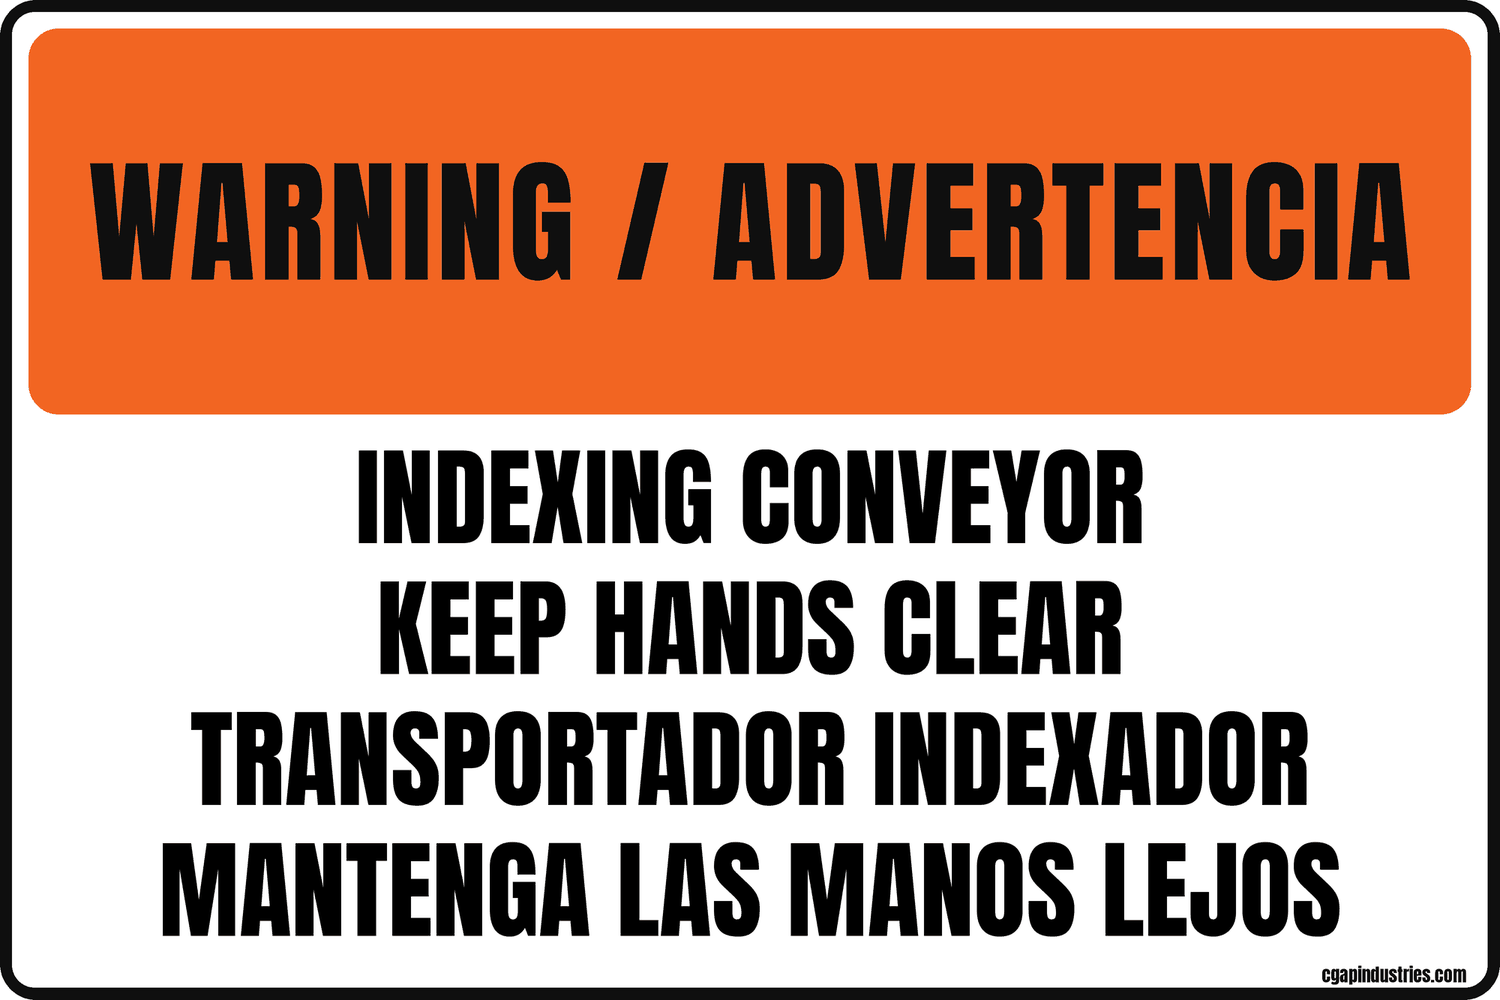 WARNING / ADVERTENCIA
INDEXING CONVEYOR
KEEP HANDS CLEAR
TRANSPORTADOR INDEXADOR
MANTENGA LAS MANOS LEJOS
cgapindustries.com